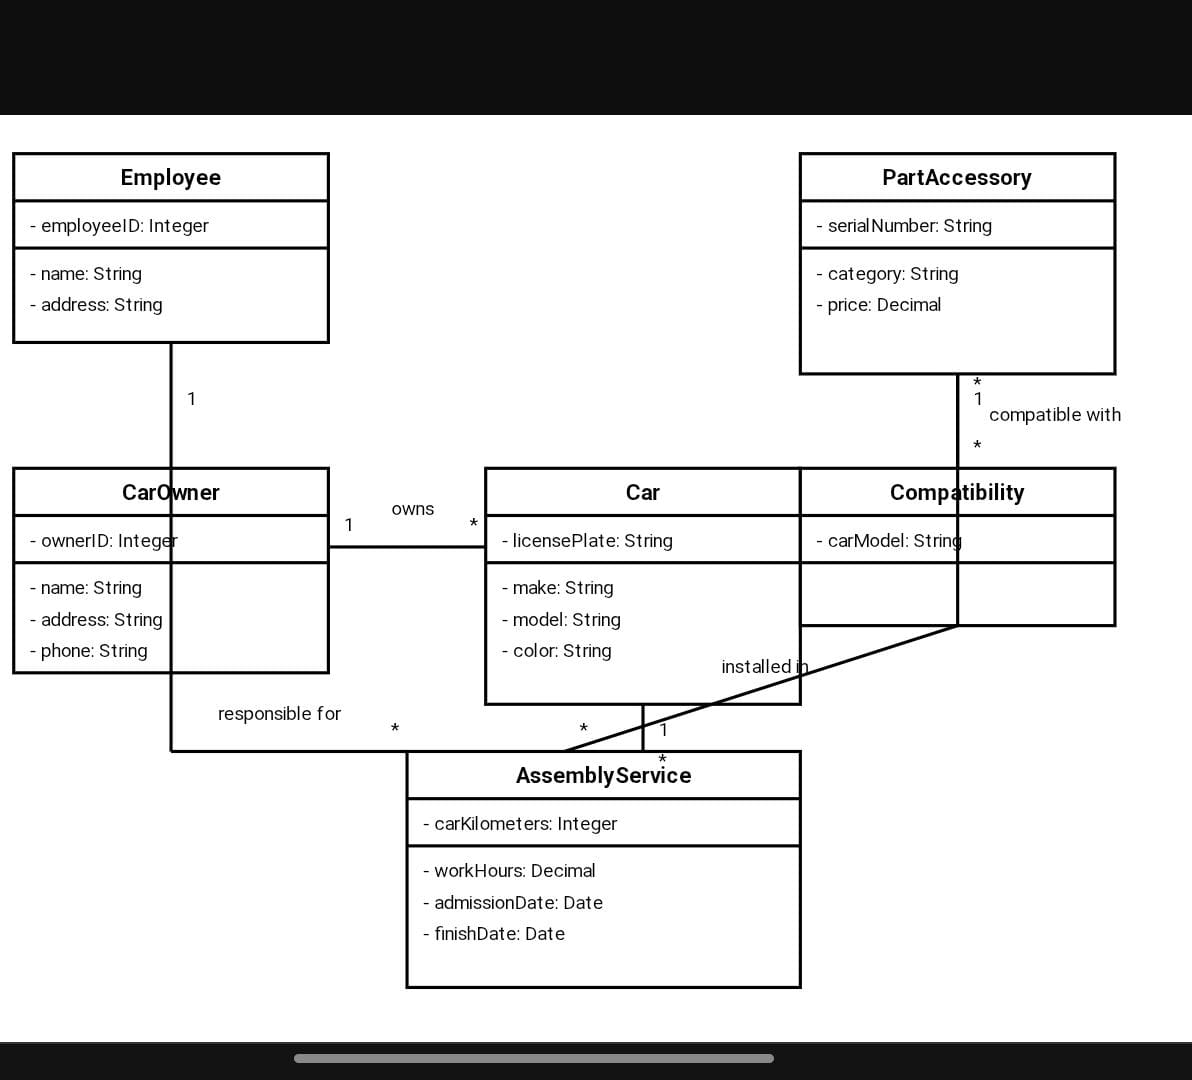 Employee
- employeeID: Integer
- name: String
- address: String
PartAccessory
- serialNumber: String
- category: String
- price: Decimal
1
*
1
compatible with
*
CarOwner
- ownerID: Integer
- name: String
- address: String
- phone: String
owns
1
*
Car
- licensePlate: String
- make: String
- model: String
- color: String
Compatibility
- carModel: String
installed in
responsible for
*
*
1
*
AssemblyService
- carKilometers: Integer
- workHours: Decimal
- admissionDate: Date
- finishDate: Date